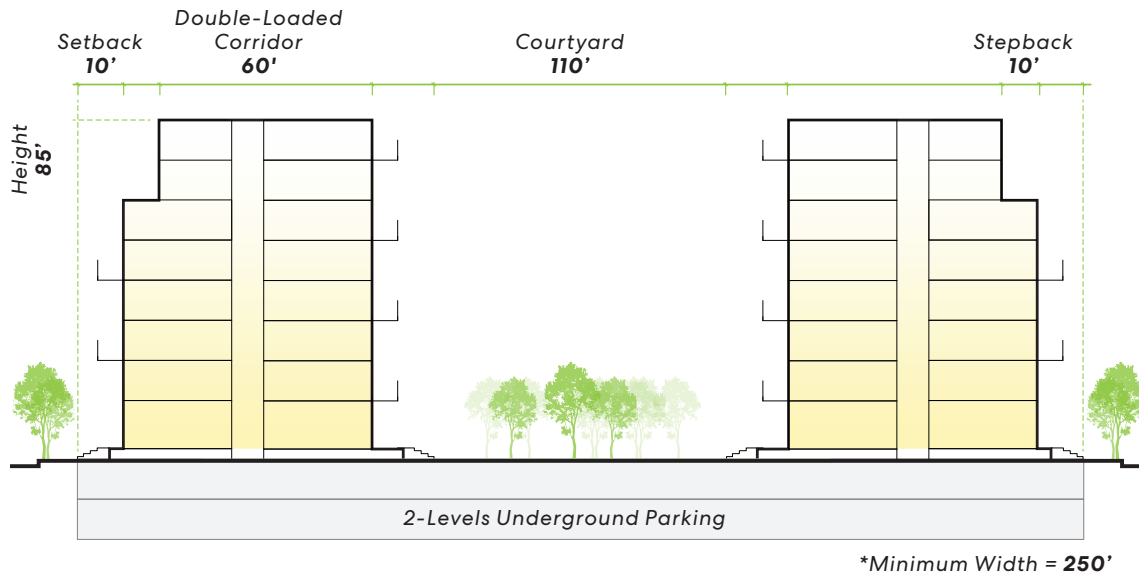 Setback
10’
Double-Loaded
Corridor
60'
Courtyard
110’
Stepback
10’
Height
85’
2-Levels Underground Parking
*Minimum Width = 250’